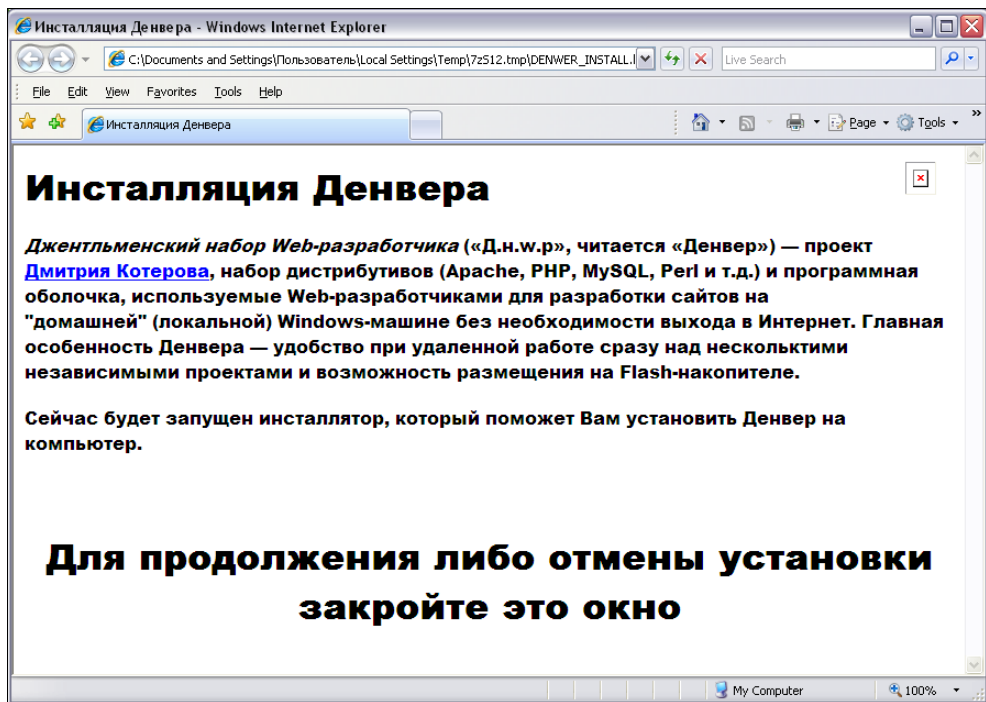 Инсталляция Денвера - Windows Internet Explorer
C:\Documents and Settings\Пользователь\Local Settings\Temp\7zS12.tmp\DENWER_INSTALL.l
Live Search
File Edit View Favorites Tools Help
Инсталляция Денвера
Page Tools »
Инсталляция Денвера
Джентльменский набор Web-разработчика («Д.н.w.р», читается «Денвер») — проект
Дмитрия Котерова, набор дистрибутивов (Apache, PHP, MySQL, Perl и т.д.) и программная
оболочка, используемые Web-разработчиками для разработки сайтов на
"домашней" (локальной) Windows-машине без необходимости выхода в Интернет. Главная
особенность Денвера — удобство при удаленной работе сразу над нескольктими
независимыми проектами и возможность размещения на Flash-накопителе.
Сейчас будет запущен инсталлятор, который поможет Вам установить Денвер на
компьютер.
Для продолжения либо отмены установки
закройте это окно
My Computer
100%